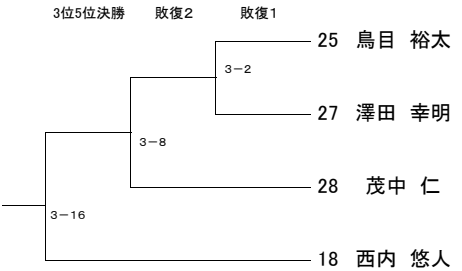 3位5位決勝 敗復2 敗復1
25 鳥目 裕太
3-2
27 澤田 幸明
3-8
28 茂中 仁
3-16
18 西内 悠人